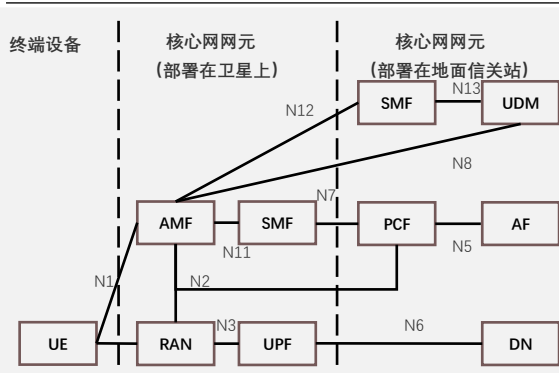 终端设备
核心网网元
(部署在卫星上)
核心网网元
(部署在地面信关站)
N13
SMF
UDM
N12
N8
N7
AMF
SMF
PCF
AF
N11
N5
N1
N2
N3
N6
UE
RAN
UPF
DN